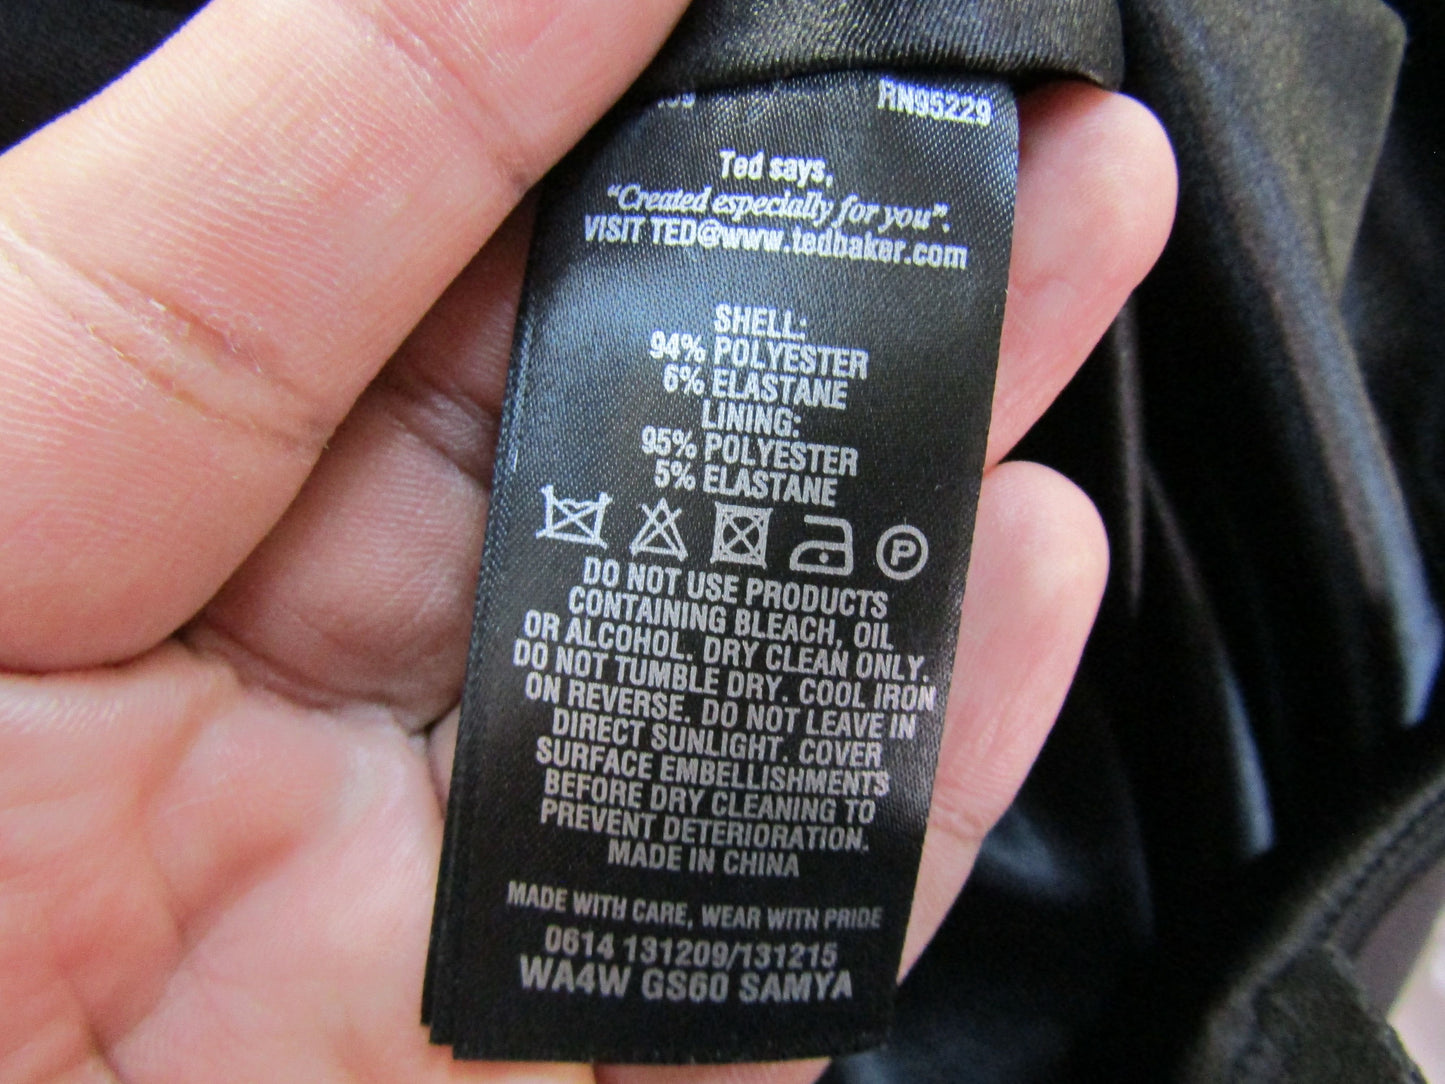 RN95229
Ted says,
“Created especially for you”.
VISIT TED@www.tedbaker.com
SHELL:
94% POLYESTER
6% ELASTANE
LINING:
95% POLYESTER
5% ELASTANE
P
DO NOT USE PRODUCTS
CONTAINING BLEACH, OIL
OR ALCOHOL. DRY CLEAN ONLY.
DO NOT TUMBLE DRY. COOL IRON
ON REVERSE. DO NOT LEAVE IN
DIRECT SUNLIGHT. COVER
SURFACE EMBELLISHMENTS
BEFORE DRY CLEANING TO
PREVENT DETERIORATION.
MADE IN CHINA
MADE WITH CARE, WEAR WITH PRIDE
0614 131209/131215
WA4W GS60 SAMYA